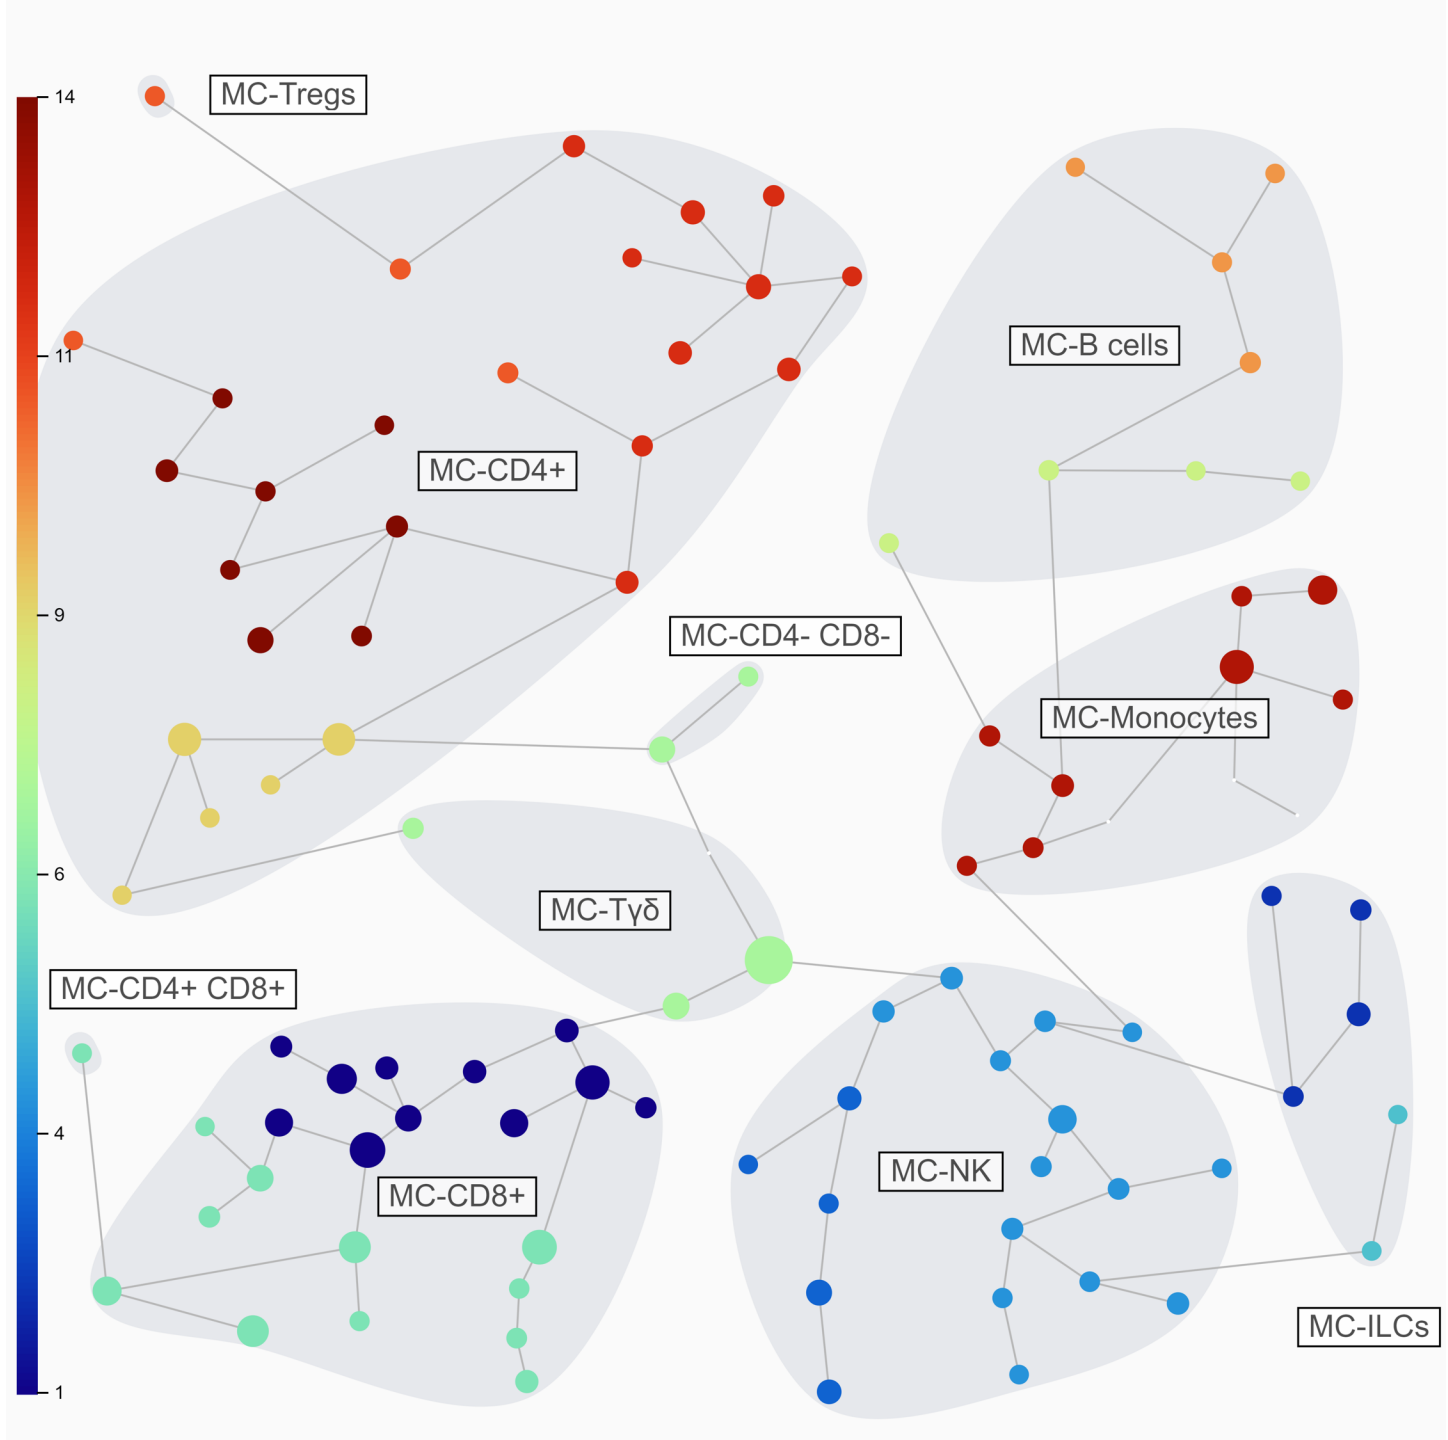 MC-Tregs
14
MC-B cells
11
MC-CD4+
9
MC-CD4- CD8-
MC-Monocytes
6
MC-Tγδ
MC-CD4+ CD8+
4
MC-NK
MC-CD8+
MC-ILCs
1